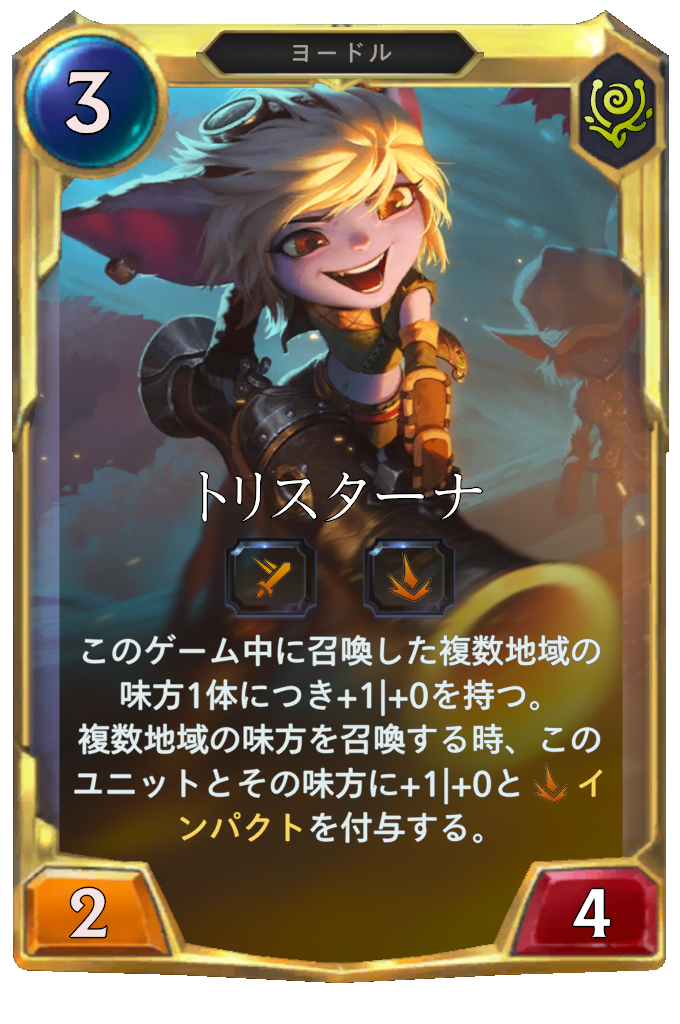 ヨードル
3
トリスターナ
このゲーム中に召喚した複数地域の
味方1体につき+1|+0を持つ。
複数地域の味方を召喚する時、この
ユニットとその味方に+1|+0と イ
ンパクトを付与する。
2
4